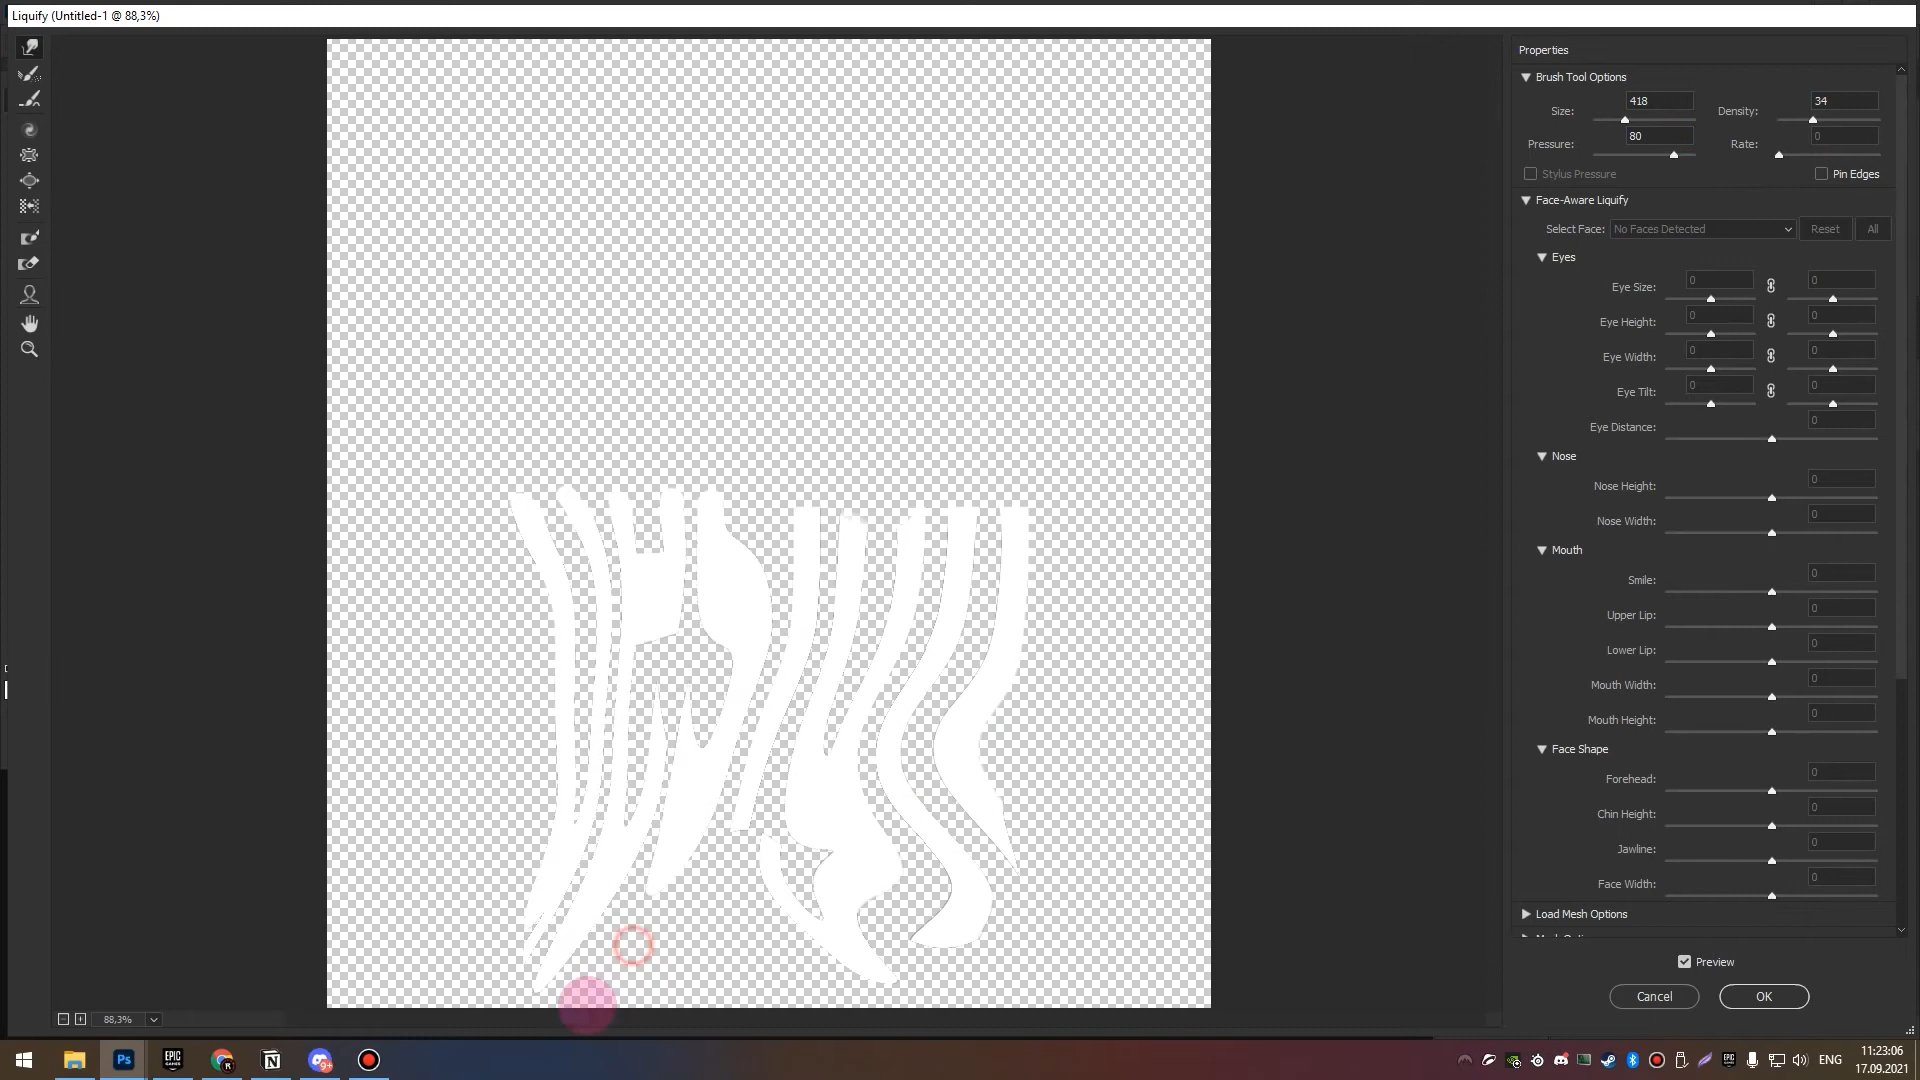 Liquify (Untitled-1 @ 88,3%)
Properties
Brush Tool Options
Size: 418 Density: 34
Pressure: 80 Rate: 0
Stylus Pressure Pin Edges
Face-Aware Liquify
Select Face: No Faces Detected Reset All
Eyes
Eye Size: 0 0
Eye Height: 0 0
Eye Width: 0 0
Eye Tilt: 0 0
Eye Distance: 0
Nose
Nose Height: 0
Nose Width: 0
Mouth
Smile: 0
Upper Lip: 0
Lower Lip: 0
Mouth Width: 0
Mouth Height: 0
Face Shape
Forehead: 0
Chin Height: 0
Jawline: 0
Face Width: 0
Load Mesh Options
Preview
Cancel OK
88,3%
Ps EPIC GAMES R N 9+ EPIC ENG 11:23:06
17.09.2021